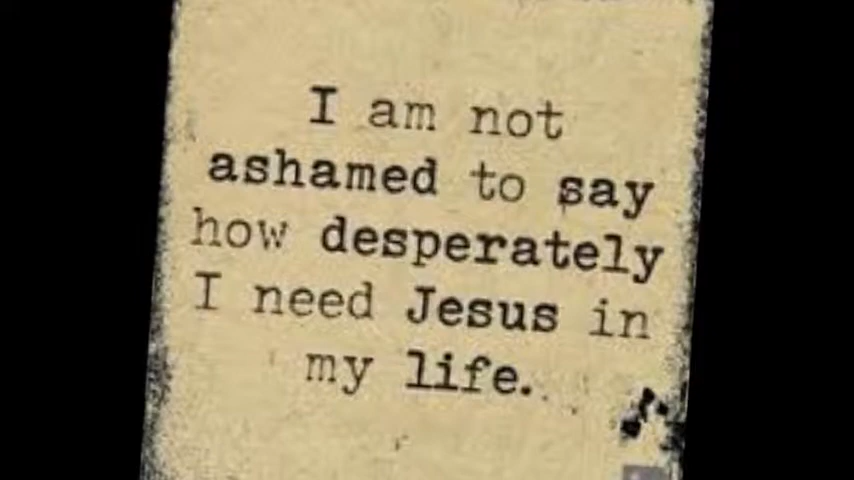 I am not
ashamed to say
how desperately
I need Jesus in
my life.